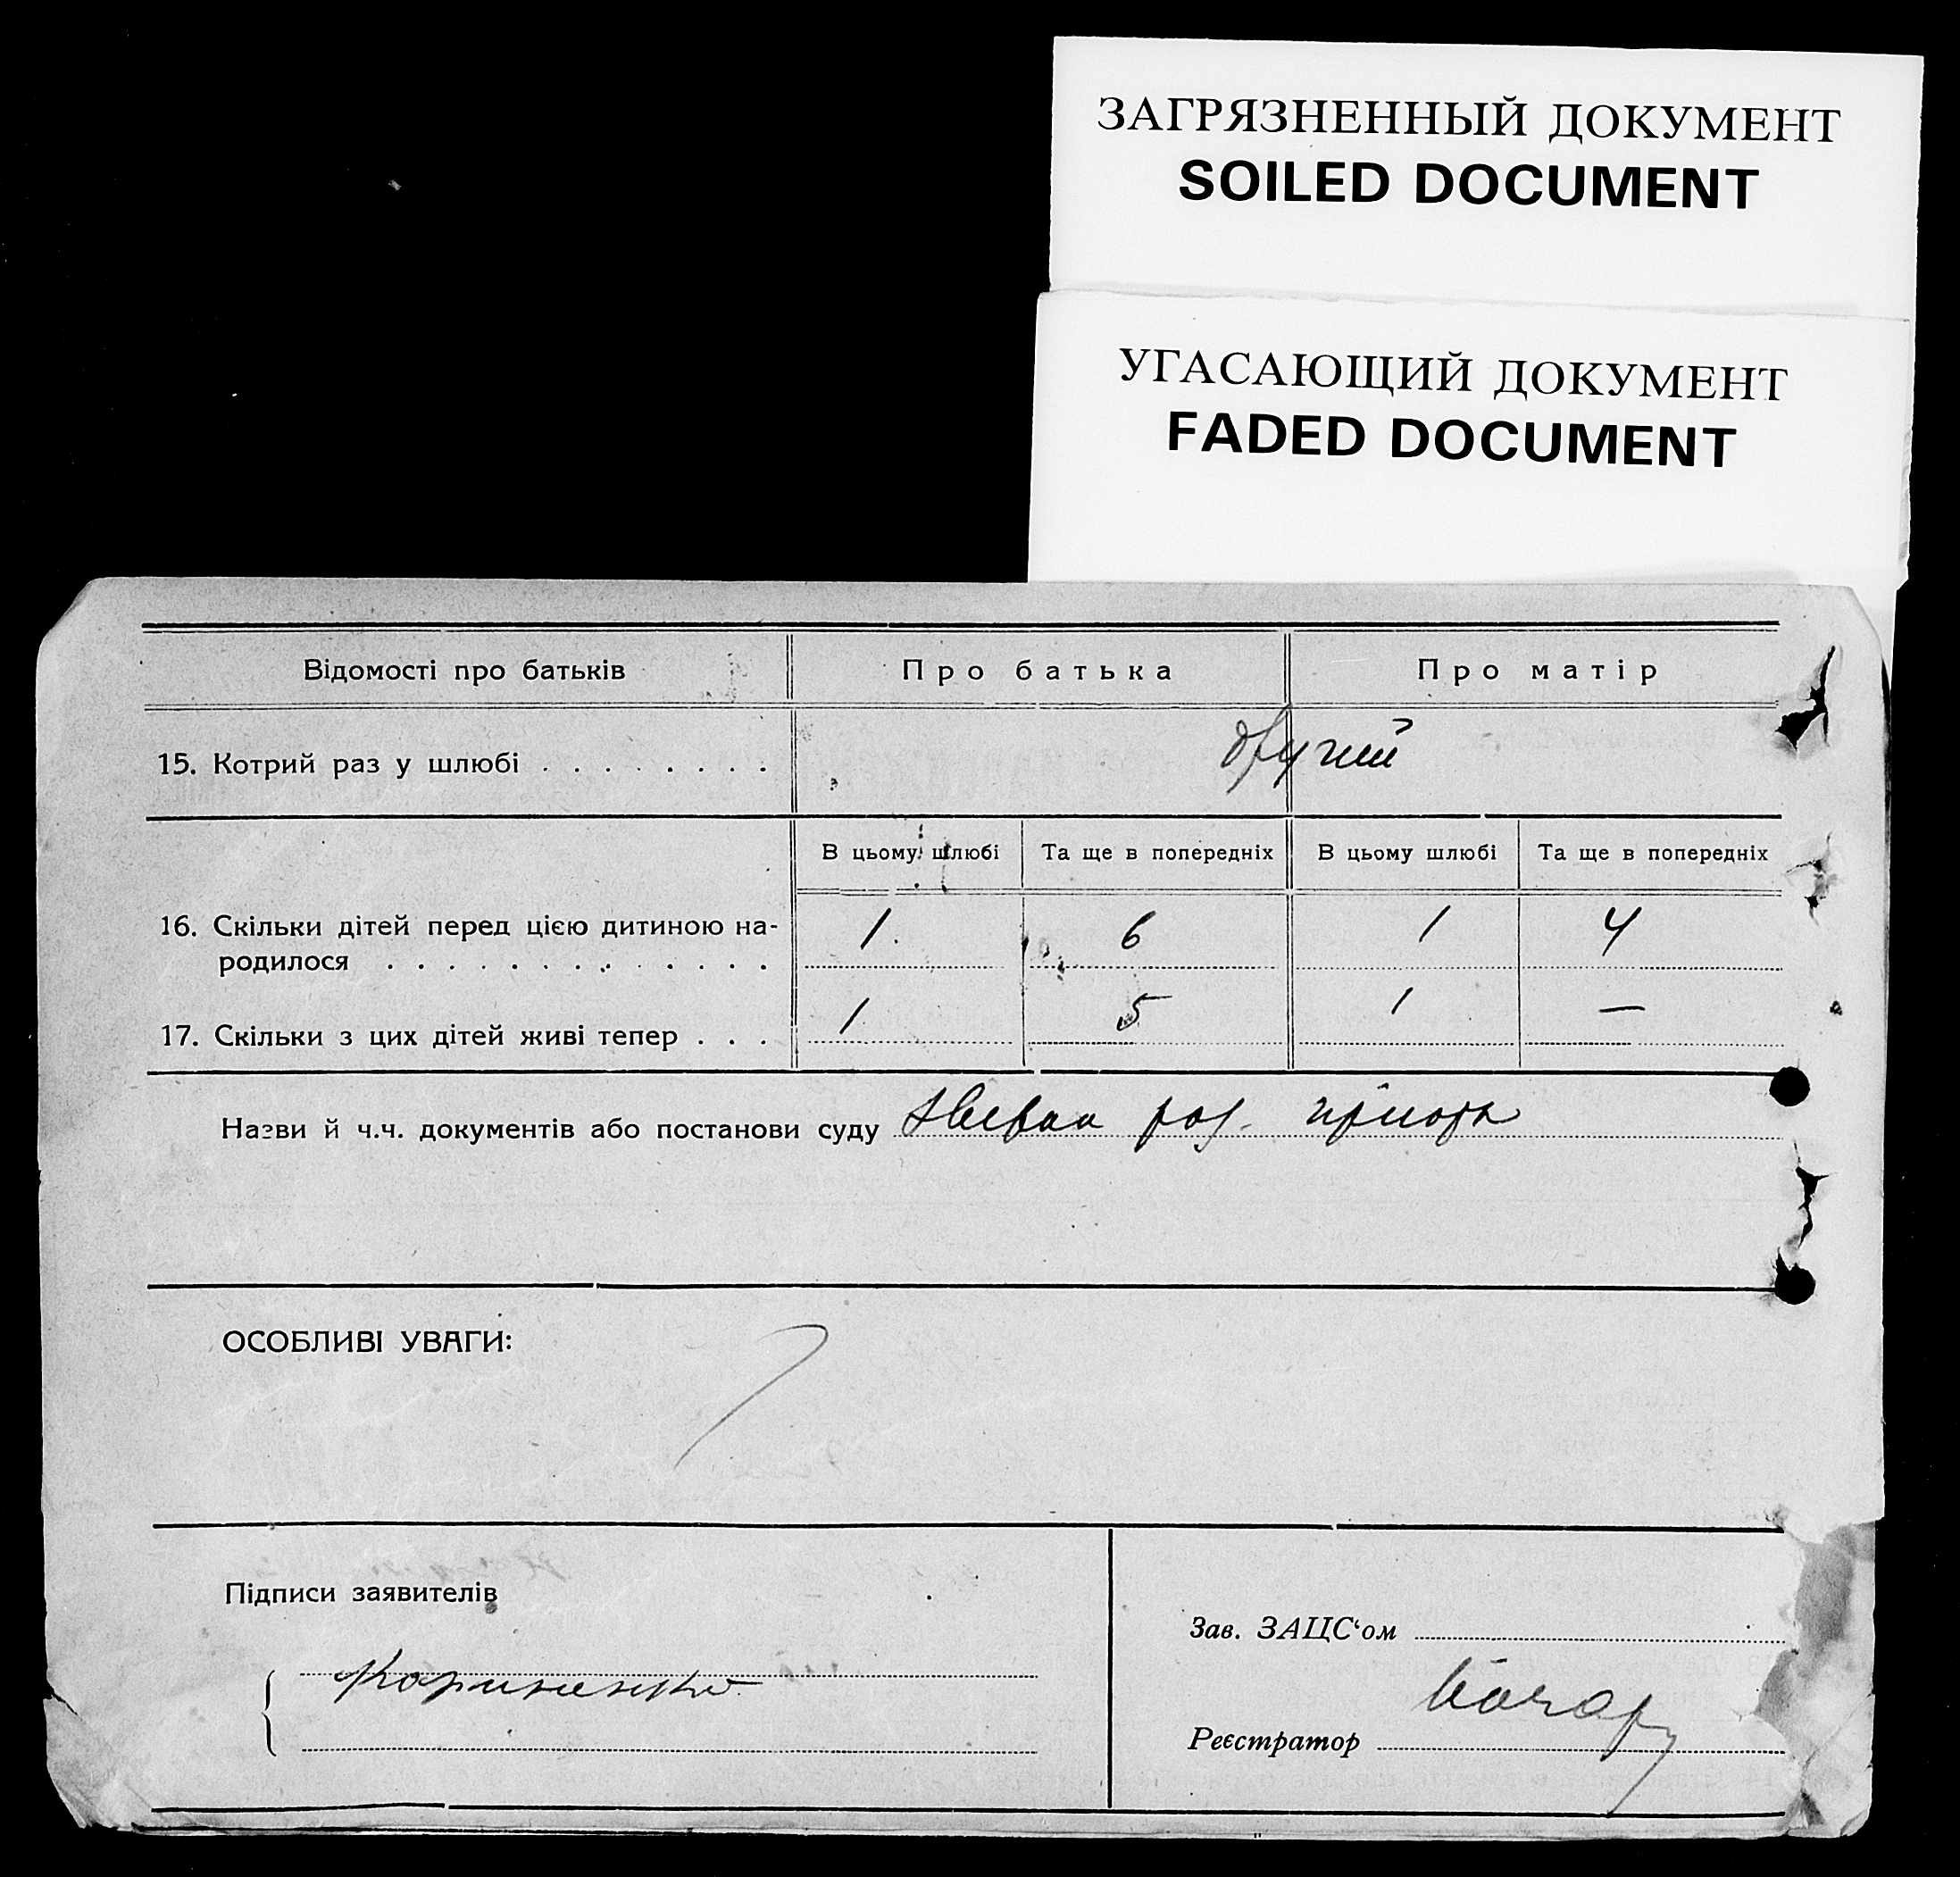 ЗАГРЯЗНЕННЫЙ ДОКУМЕНТ
SOILED DOCUMENT
УГАСАЮЩИЙ ДОКУМЕНТ
FADED DOCUMENT
Відомості про батьків Про батька Про матір
15. Котрий раз у шлюбі . . . . . . . . другий
В цьому шлюбі Та ще в попередніх В цьому шлюбі Та ще в попередніх
16. Скільки дітей перед цією дитиною на-
родилося . . . . . . . . . . . . . . 1 6 1 4
17. Скільки з цих дітей живі тепер . . . 1 5 1 —
Назви й ч.ч. документів або постанови суду
ОСОБЛИВІ УВАГИ:
Підписи заявителів
Зав. ЗАЦС‘ом
Реєстратор